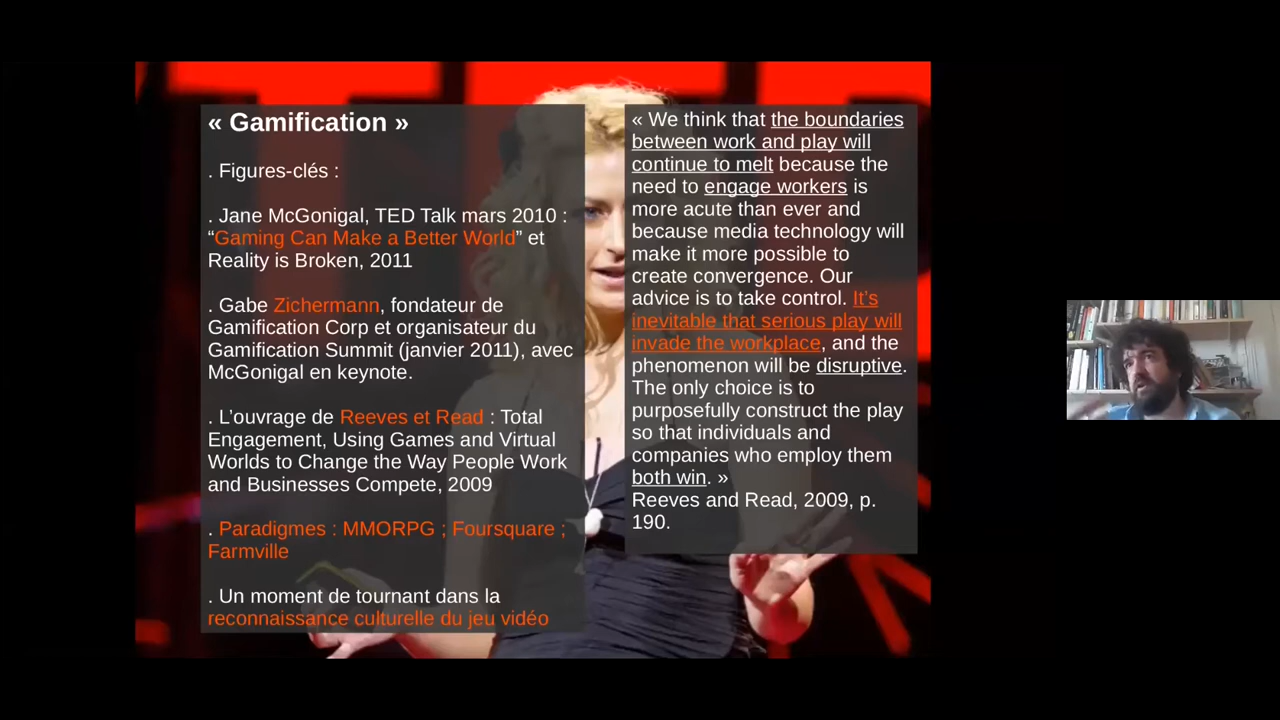 « Gamification »
. Figures-clés :
. Jane McGonigal, TED Talk mars 2010 :
“Gaming Can Make a Better World” et
Reality is Broken, 2011
. Gabe Zichermann, fondateur de
Gamification Corp et organisateur du
Gamification Summit (janvier 2011), avec
McGonigal en keynote.
. L’ouvrage de Reeves et Read : Total
Engagement, Using Games and Virtual
Worlds to Change the Way People Work
and Businesses Compete, 2009
. Paradigmes : MMORPG ; Foursquare ;
Farmville
. Un moment de tournant dans la
reconnaissance culturelle du jeu vidéo
« We think that the boundaries
between work and play will
continue to melt because the
need to engage workers is
more acute than ever and
because media technology will
make it more possible to
create convergence. Our
advice is to take control. It’s
inevitable that serious play will
invade the workplace, and the
phenomenon will be disruptive.
The only choice is to
purposefully construct the play
so that individuals and
companies who employ them
both win. »
Reeves and Read, 2009, p.
190.